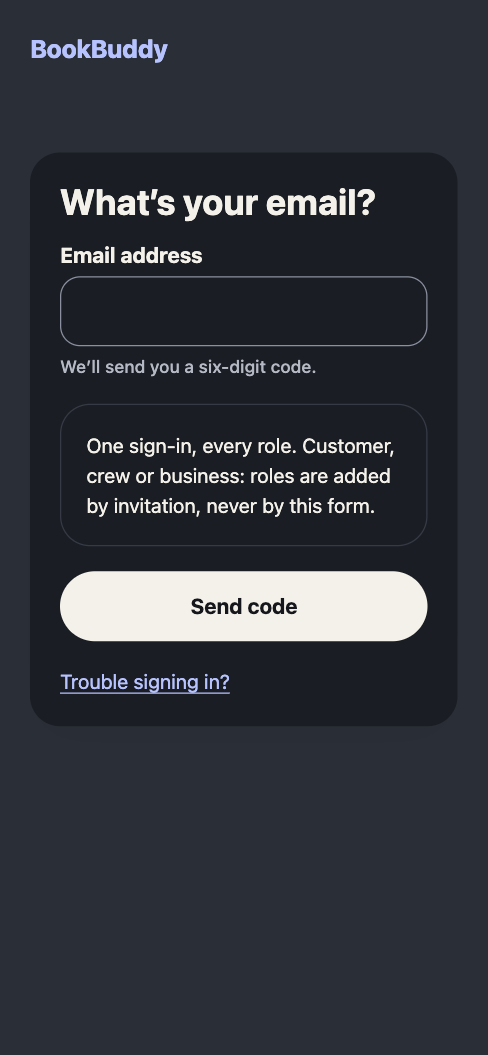 BookBuddy
What’s your email?
Email address
We’ll send you a six-digit code.
One sign-in, every role. Customer,
crew or business: roles are added
by invitation, never by this form.
Send code
Trouble signing in?